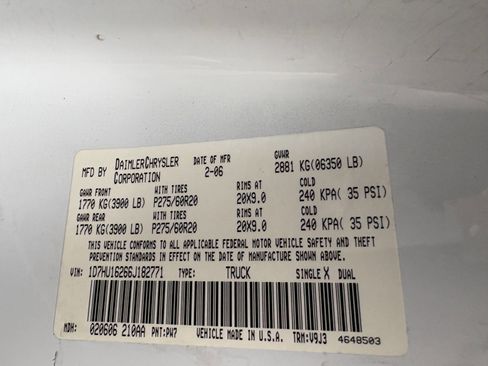 MFD BY DAIMLERCHRYSLER CORPORATION DATE OF MFR 2-06 GVWR 2881 KG(06350 LB)
GAWR FRONT WITH TIRES RIMS AT COLD
1770 KG(3900 LB) P275/60R20 20X9.0 240 KPA( 35 PSI)
GAWR REAR WITH TIRES RIMS AT COLD
1770 KG(3900 LB) P275/60R20 20X9.0 240 KPA( 35 PSI)
THIS VEHICLE CONFORMS TO ALL APPLICABLE FEDERAL MOTOR VEHICLE SAFETY AND THEFT
PREVENTION STANDARDS IN EFFECT ON THE DATE OF MANUFACTURE SHOWN ABOVE.
VIN: 1D7HU16266J182771 TYPE: TRUCK SINGLE X DUAL
MDH: 020606 210AA PNT:PW7 VEHICLE MADE IN U.S.A. TRM:V9J3 4648503